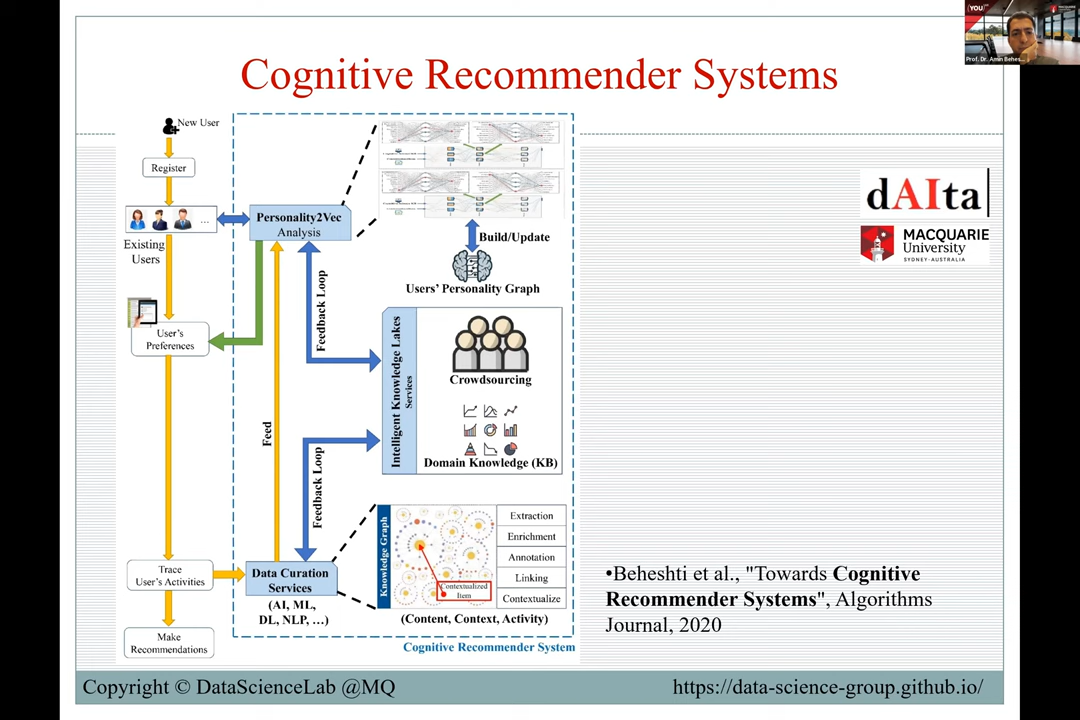 Cognitive Recommender Systems
(YOU)
Prof. Dr. Amin Behes...
New User
Register
...
Existing
Users
Personality2Vec
Analysis
Build/Update
Users' Personality Graph
User's
Preferences
Feedback Loop
Intelligent Knowledge Lakes
Services
Crowdsourcing
Domain Knowledge (KB)
Feed
Feedback Loop
Trace
User's Activities
Data Curation
Services
(AI, ML,
DL, NLP, ...)
Knowledge Graph
Contextualized
Item
Extraction
Enrichment
Annotation
Linking
Contextualize
(Content, Context, Activity)
Make
Recommendations
Cognitive Recommender System
dAIta
MACQUARIE
University
SYDNEY·AUSTRALIA
•Beheshti et al., "Towards Cognitive
Recommender Systems", Algorithms
Journal, 2020
Copyright © DataScienceLab @MQ
https://data-science-group.github.io/